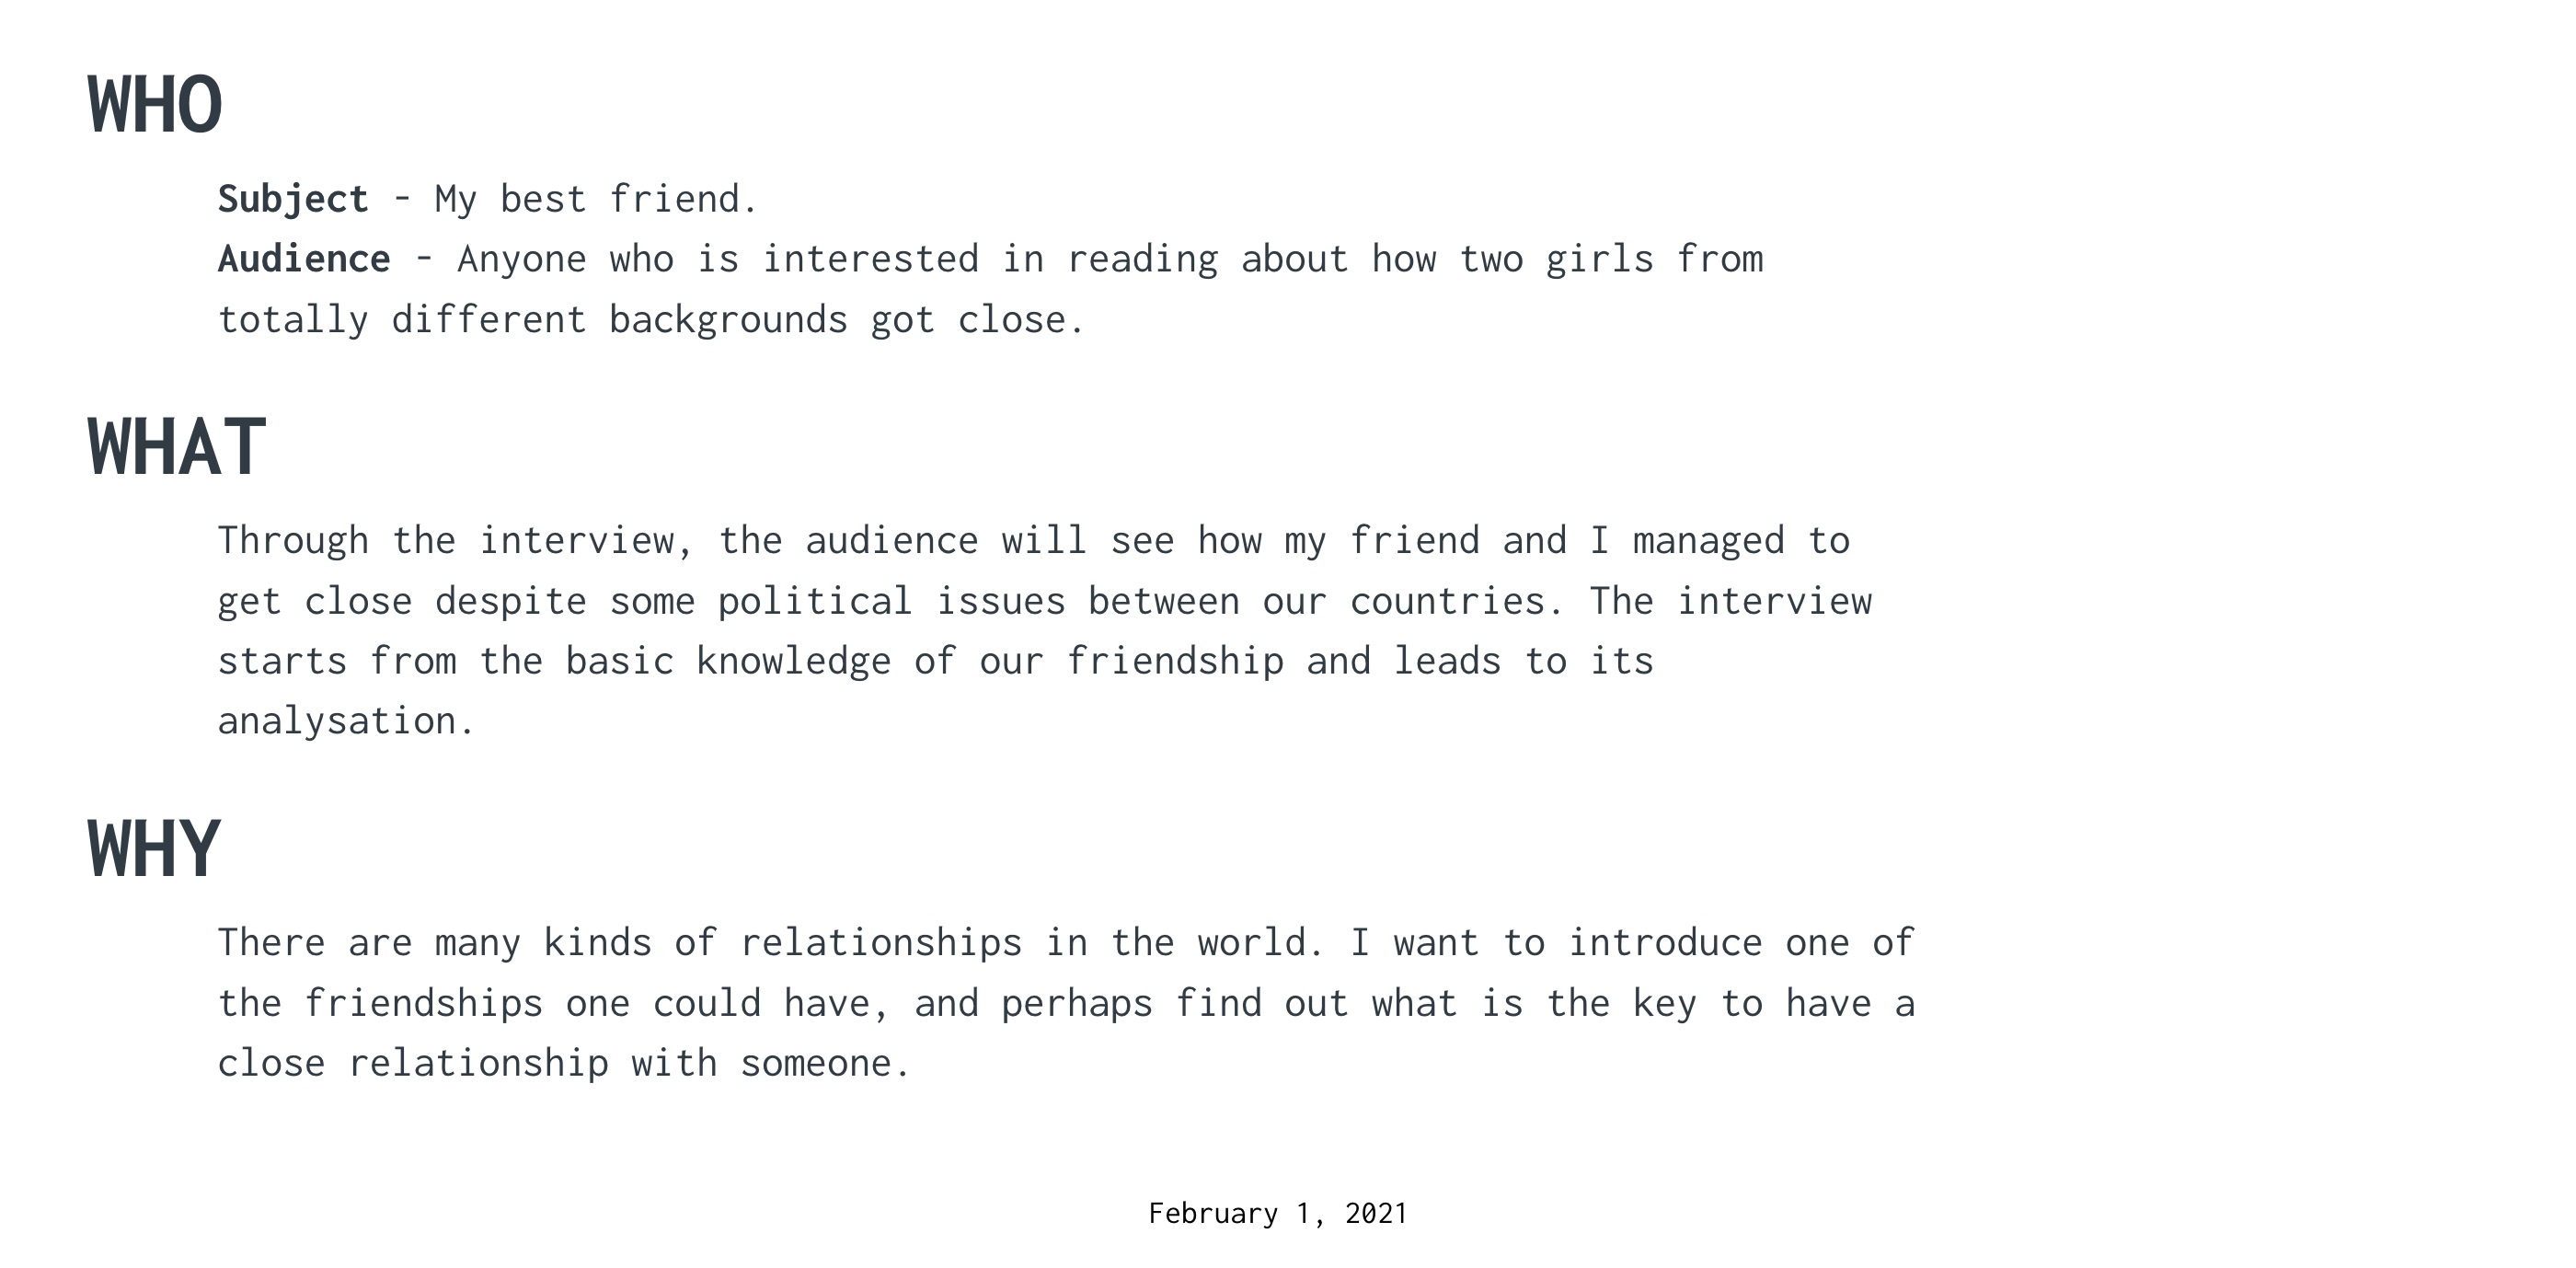 WHO
Subject - My best friend.
Audience - Anyone who is interested in reading about how two girls from
totally different backgrounds got close.
WHAT
Through the interview, the audience will see how my friend and I managed to
get close despite some political issues between our countries. The interview
starts from the basic knowledge of our friendship and leads to its
analysation.
WHY
There are many kinds of relationships in the world. I want to introduce one of
the friendships one could have, and perhaps find out what is the key to have a
close relationship with someone.
February 1, 2021